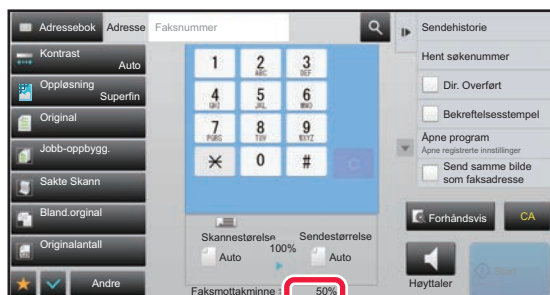 Adressebok
Adresse
Faksnummer
Kontrast
Auto
Oppløsning
Superfin
Original
Jobb-oppbygg.
Sakte Skann
Bland.orginal
Originalantall
Andre
1
2
ABC
3
DEF
4
GHI
5
JKL
6
MNO
7
PQRS
8
TUV
9
WXYZ
0
#
C
Skannestørelse
100%
Sendestørrelse
Auto
Auto
Faksmottakminne :
50%
Sendehistorie
Hent søkenummer
Dir. Overført
Bekreftelsesstempel
Åpne program
Åpne registrerte innstillinger
Send samme bilde
som faksadresse
Forhåndsvis
CA
Høyttaler
Start